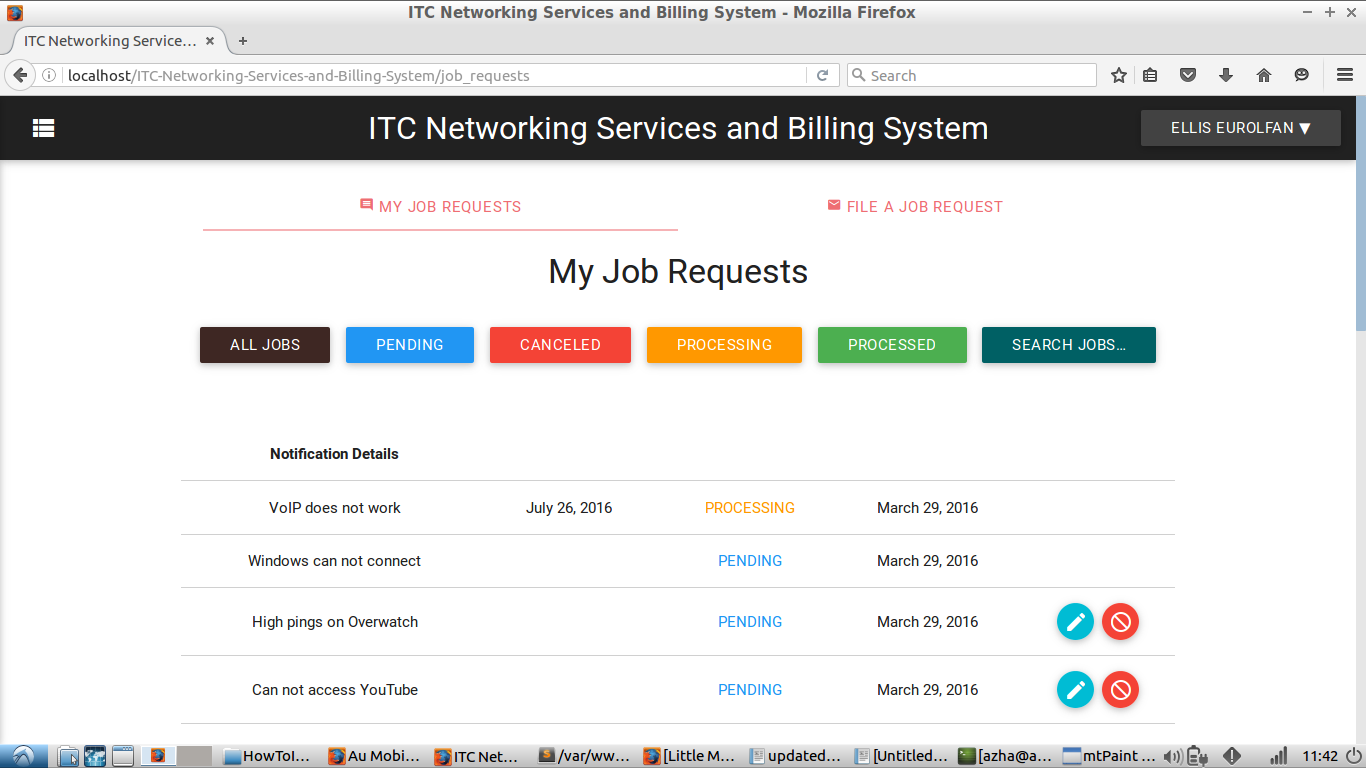 ITC Networking Services and Billing System - Mozilla Firefox
ITC Networking Service...
localhost/ITC-Networking-Services-and-Billing-System/job_requests
Search
ITC Networking Services and Billing System
ELLIS EUROLFAN ▼
MY JOB REQUESTS
FILE A JOB REQUEST
My Job Requests
ALL JOBS PENDING CANCELED PROCESSING PROCESSED SEARCH JOBS...
Notification Details
VoIP does not work July 26, 2016 PROCESSING March 29, 2016
Windows can not connect PENDING March 29, 2016
High pings on Overwatch PENDING March 29, 2016
Can not access YouTube PENDING March 29, 2016
HowToI... Au Mobi... ITC Net... /var/ww... [Little M... updated... [Untitled... [azha@a... mtPaint ... 11:42